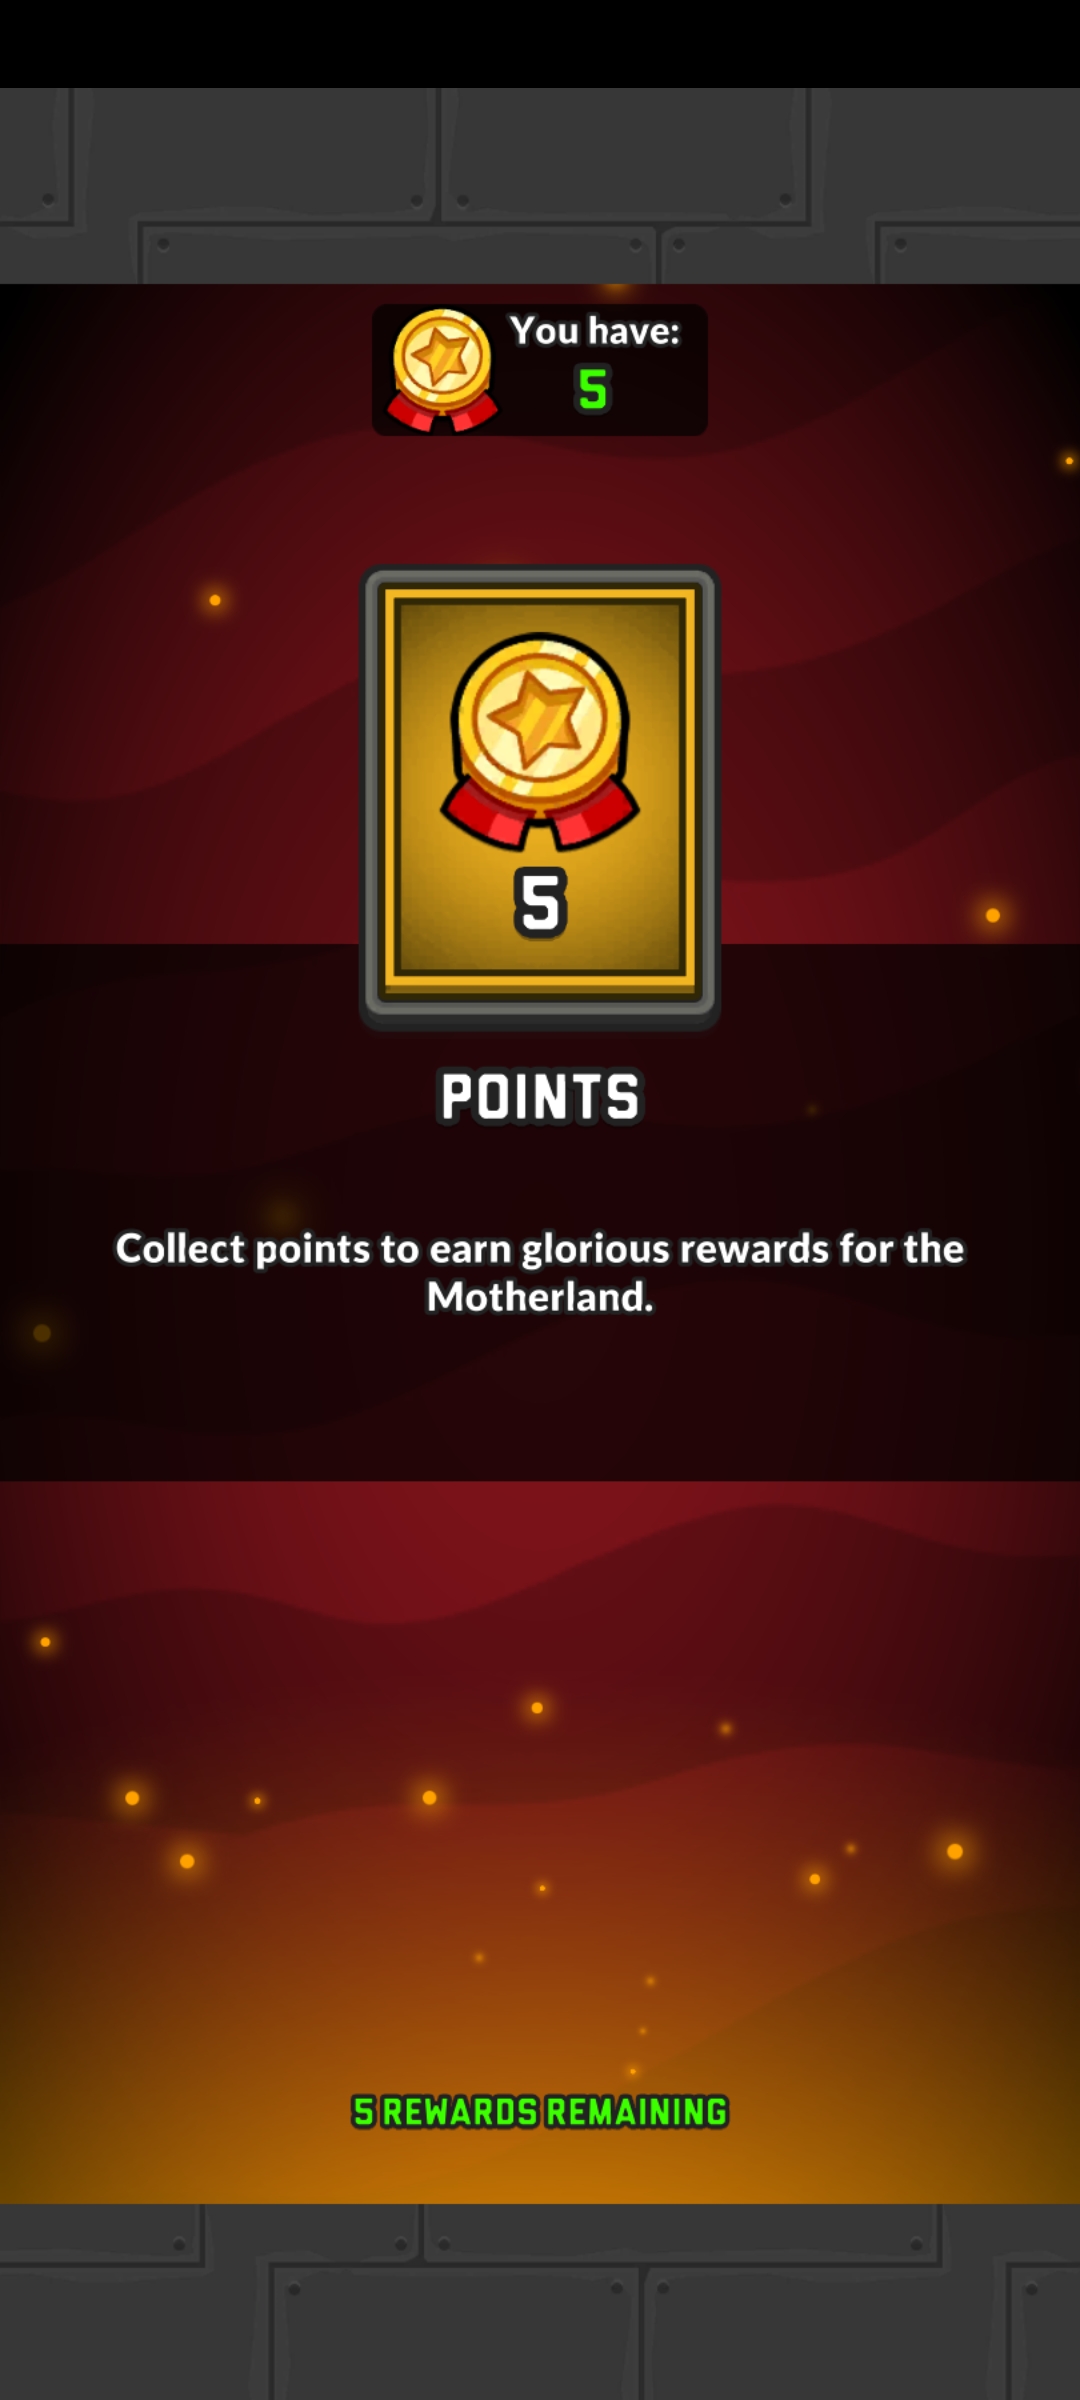 You have:
5
5
POINTS
Collect points to earn glorious rewards for the
Motherland.
5 REWARDS REMAINING